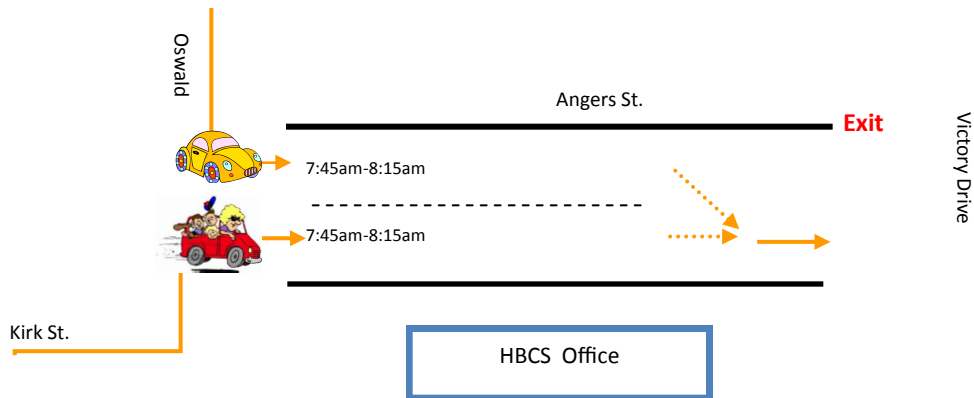 Oswald
Angers St.
Exit
Victory Drive
7:45am-8:15am
7:45am-8:15am
Kirk St.
HBCS Office